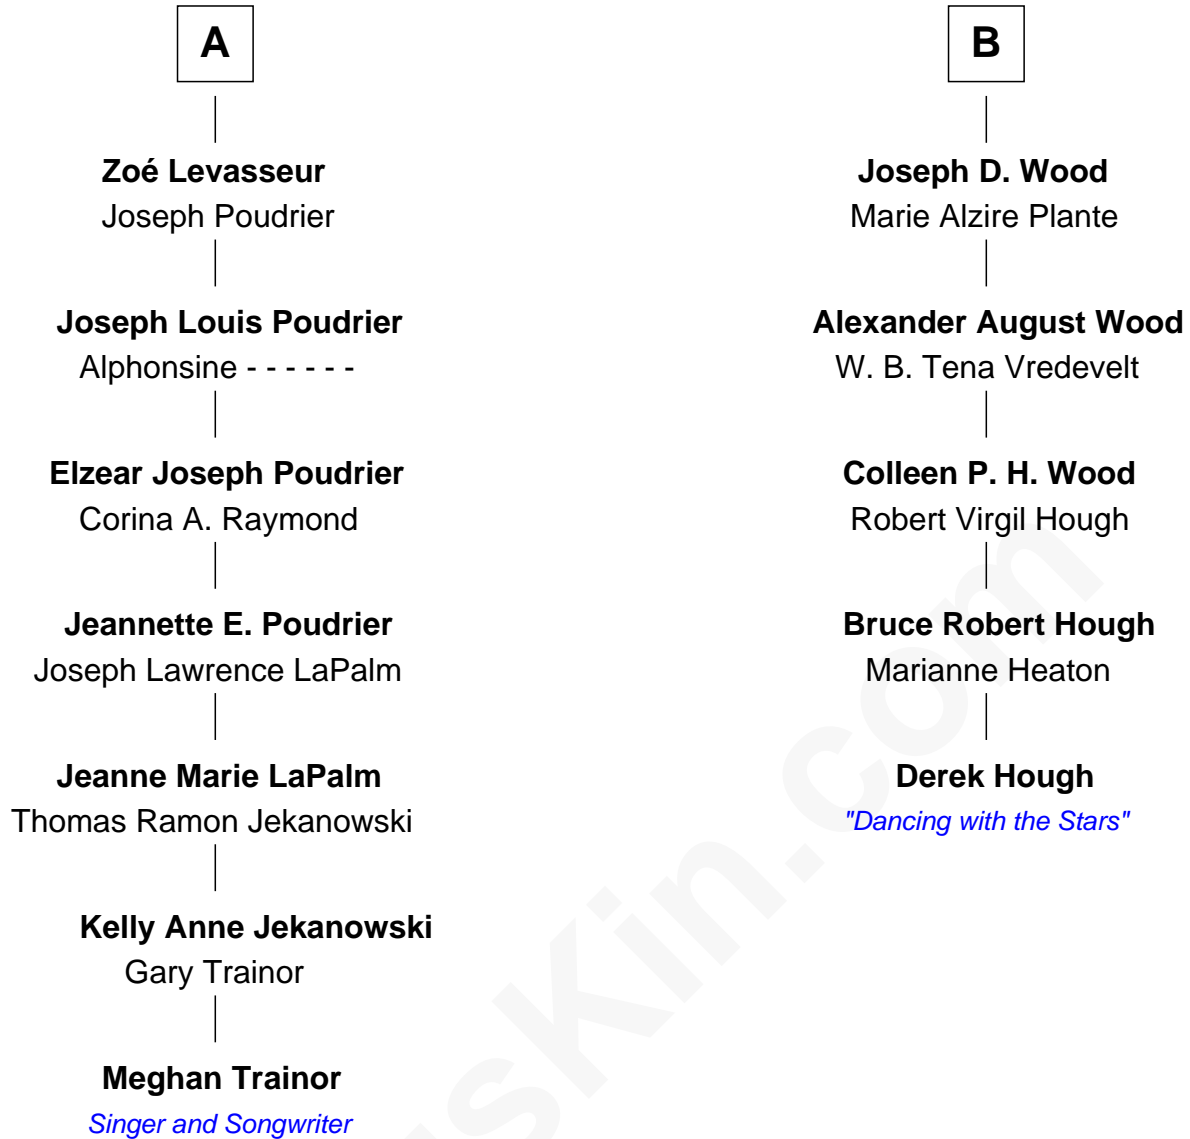 A
Zoé Levasseur
Joseph Poudrier
Joseph Louis Poudrier
Alphonsine - - - - - -
Elzear Joseph Poudrier
Corina A. Raymond
Jeannette E. Poudrier
Joseph Lawrence LaPalm
Jeanne Marie LaPalm
Thomas Ramon Jekanowski
Kelly Anne Jekanowski
Gary Trainor
Meghan Trainor
Singer and Songwriter
B
Joseph D. Wood
Marie Alzire Plante
Alexander August Wood
W. B. Tena Vredevelt
Colleen P. H. Wood
Robert Virgil Hough
Bruce Robert Hough
Marianne Heaton
Derek Hough
"Dancing with the Stars"
usKin.com